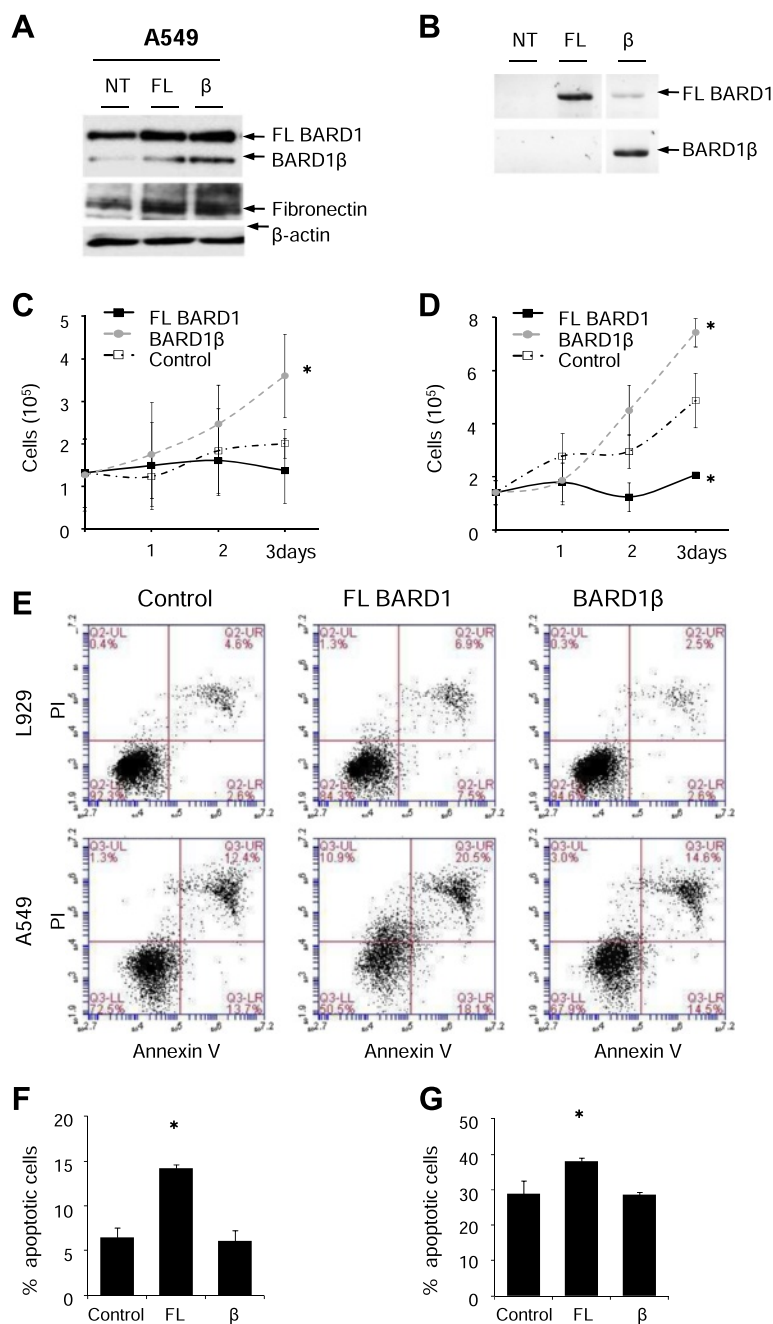 A
A549
NT FL β
FL BARD1
BARD1β
Fibronectin
β-actin
B
NT FL β
FL BARD1
BARD1β
C
FL BARD1
BARD1β
Control
Cells (10⁵)
5
4
3
2
1
0
1 2 3days
*
D
FL BARD1
BARD1β
Control
Cells (10⁵)
8
6
4
2
0
1 2 3days
*
*
E
Control FL BARD1 BARD1β
L929
PI
Q2-UL Q2-UR
0.4% 4.6%
Q2-LR
2.6%
Q2-UL Q2-UR
1.3% 6.9%
Q2-LR
7.5%
Q2-UL Q2-UR
0.3% 2.5%
Q2-LR
2.6%
A549
PI
Q3-UL Q3-UR
1.3% 12.4%
Q3-LL Q3-LR
72.5% 13.7%
Q3-UL Q3-UR
10.9% 20.5%
Q3-LL Q3-LR
50.5% 18.1%
Q3-UL Q3-UR
3.0% 14.6%
Q3-LL Q3-LR
67.9% 14.5%
Annexin V Annexin V Annexin V
F
% apoptotic cells
20
15
10
5
0
*
Control FL β
G
% apoptotic cells
50
40
30
20
10
0
*
Control FL β